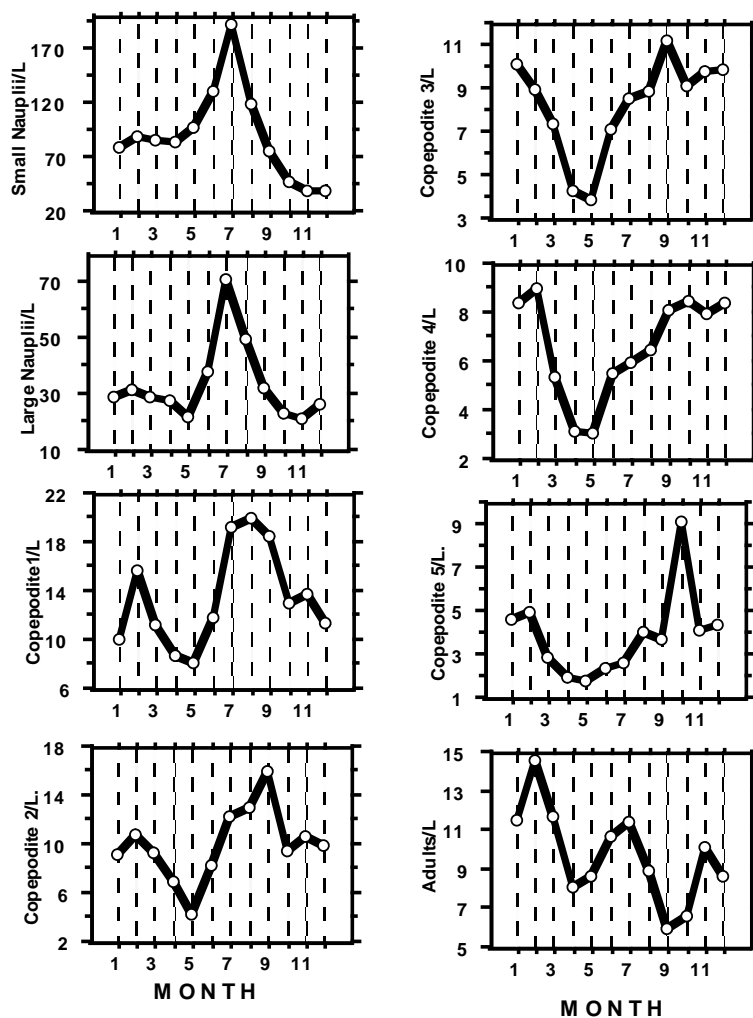 Small Nauplii/L
170
120
70
20
1 3 5 7 9 11
Large Nauplii/L
70
50
30
10
1 3 5 7 9 11
Copepodite1/L
22
18
14
10
6
1 3 5 7 9 11
Copepodite 2/L.
18
14
10
6
2
1 3 5 7 9 11
MONTH
Copepodite 3/L
11
9
7
5
3
1 3 5 7 9 11
Copepodite 4/L
10
8
6
4
2
1 3 5 7 9 11
Copepodite 5/L.
9
7
5
3
1
1 3 5 7 9 11
Adults/L
15
13
11
9
7
5
1 3 5 7 9 11
MONTH